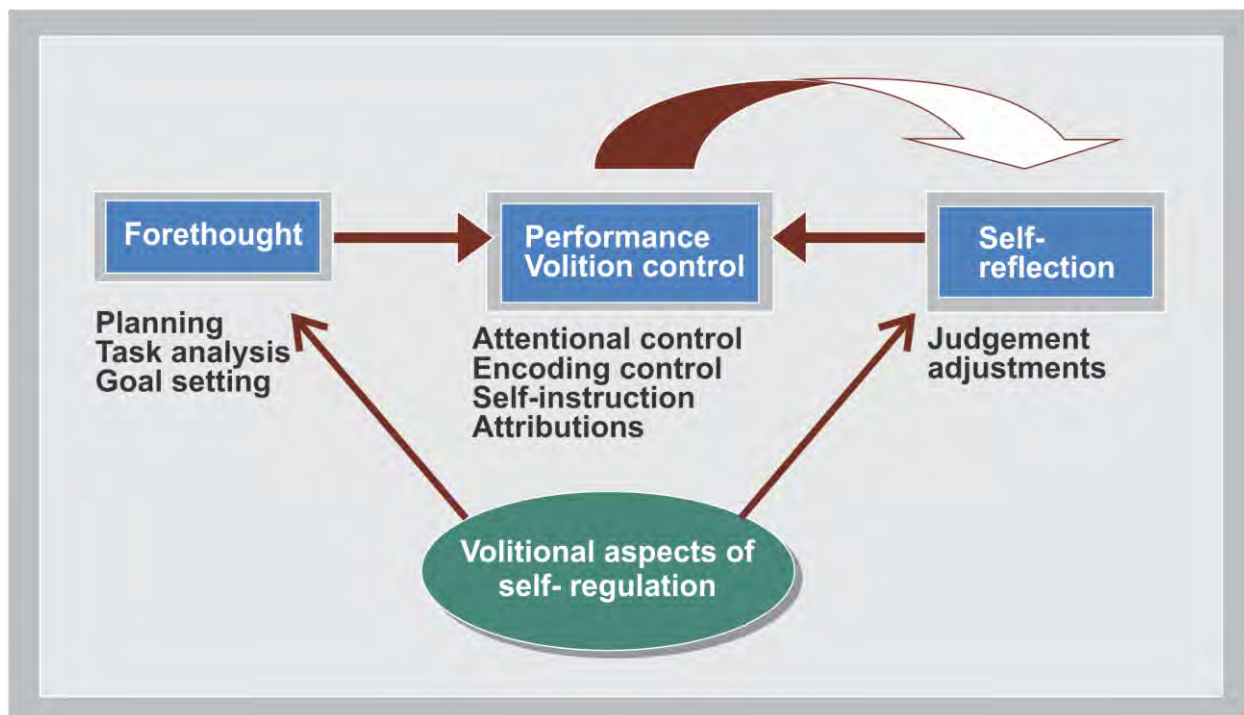 Forethought
Planning
Task analysis
Goal setting
Performance
Volition control
Attentional control
Encoding control
Self-instruction
Attributions
Self-
reflection
Judgement
adjustments
Volitional aspects of
self- regulation